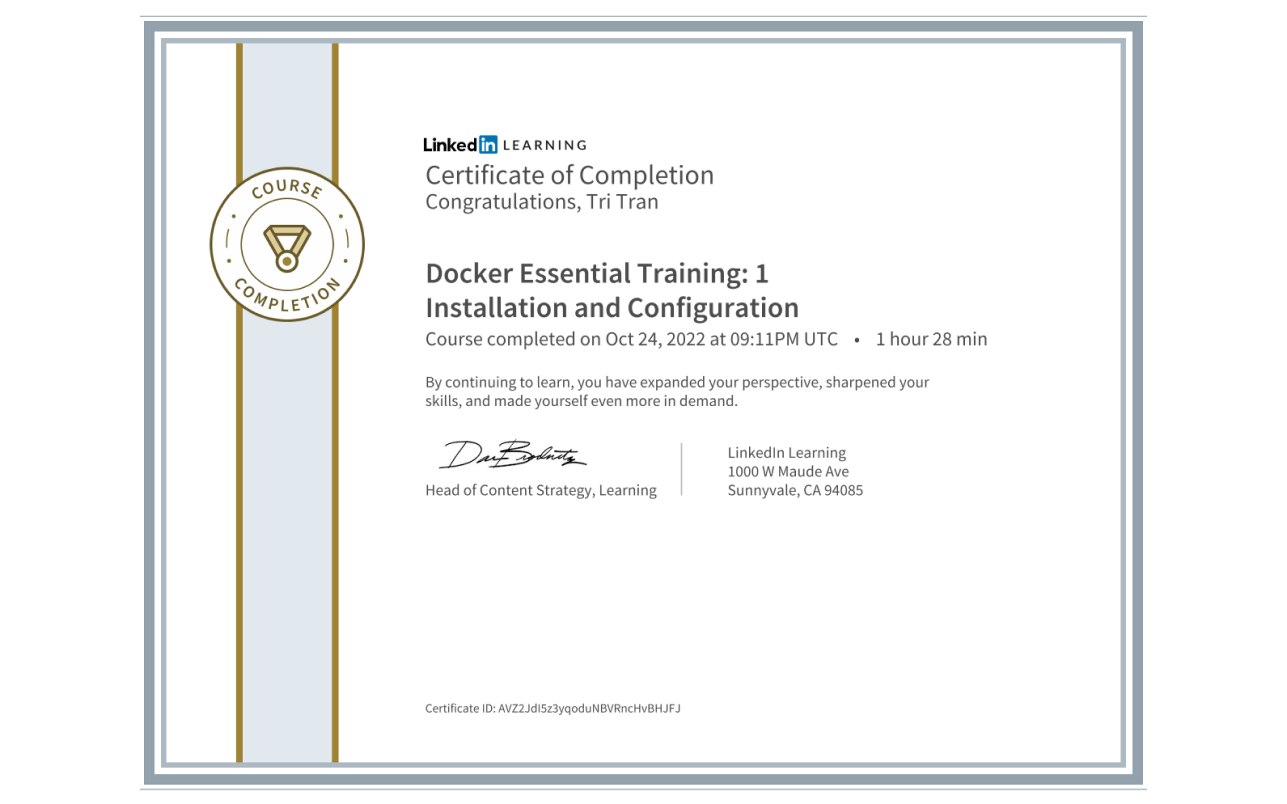 COURSE
COMPLETION
Linkedin LEARNING
Certificate of Completion
Congratulations, Tri Tran
Docker Essential Training: 1
Installation and Configuration
Course completed on Oct 24, 2022 at 09:11PM UTC • 1 hour 28 min
By continuing to learn, you have expanded your perspective, sharpened your
skills, and made yourself even more in demand.
Head of Content Strategy, Learning
LinkedIn Learning
1000 W Maude Ave
Sunnyvale, CA 94085
Certificate ID: AVZ2JdI5z3yqoduNBVRncHvBHJFJ